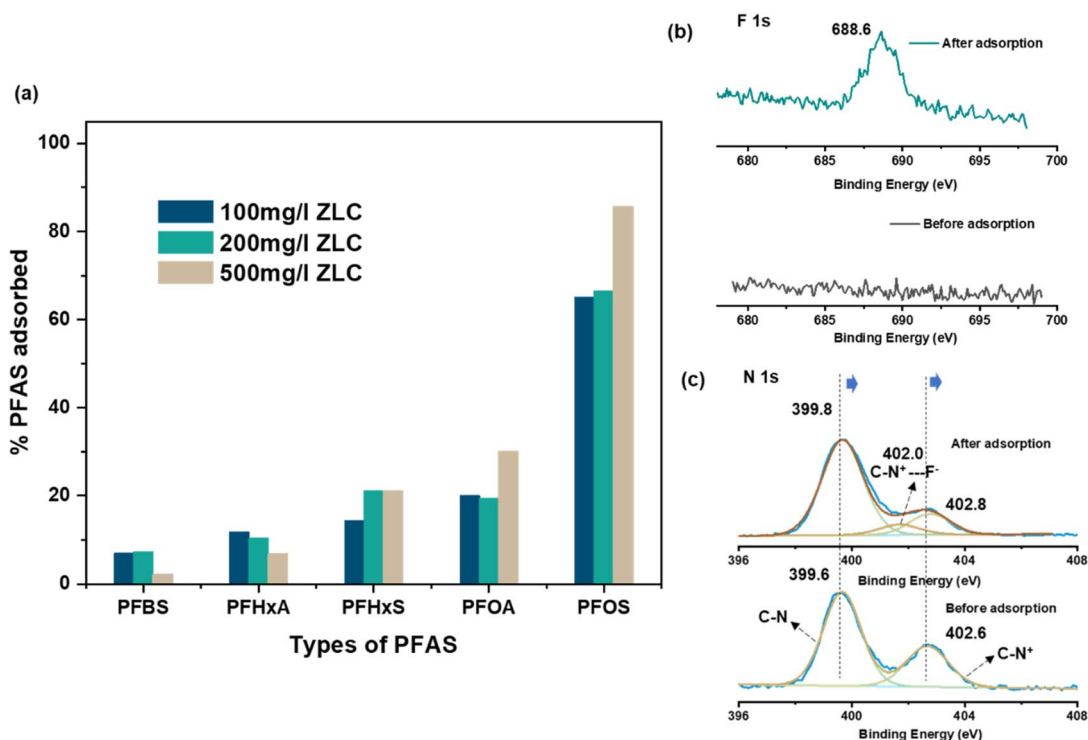 (a)
% PFAS adsorbed
100
80
60
40
20
0
100mg/l ZLC
200mg/l ZLC
500mg/l ZLC
PFBS PFHxA PFHxS PFOA PFOS
Types of PFAS
(b) F 1s
688.6
After adsorption
680 685 690 695 700
Binding Energy (eV)
Before adsorption
680 685 690 695 700
Binding Energy (eV)
(c) N 1s
399.8
After adsorption
402.0
C-N⁺---F⁻
402.8
396 400 404 408
Binding Energy (eV)
399.6
Before adsorption
C-N
402.6
C-N⁺
396 400 404 408
Binding Energy (eV)